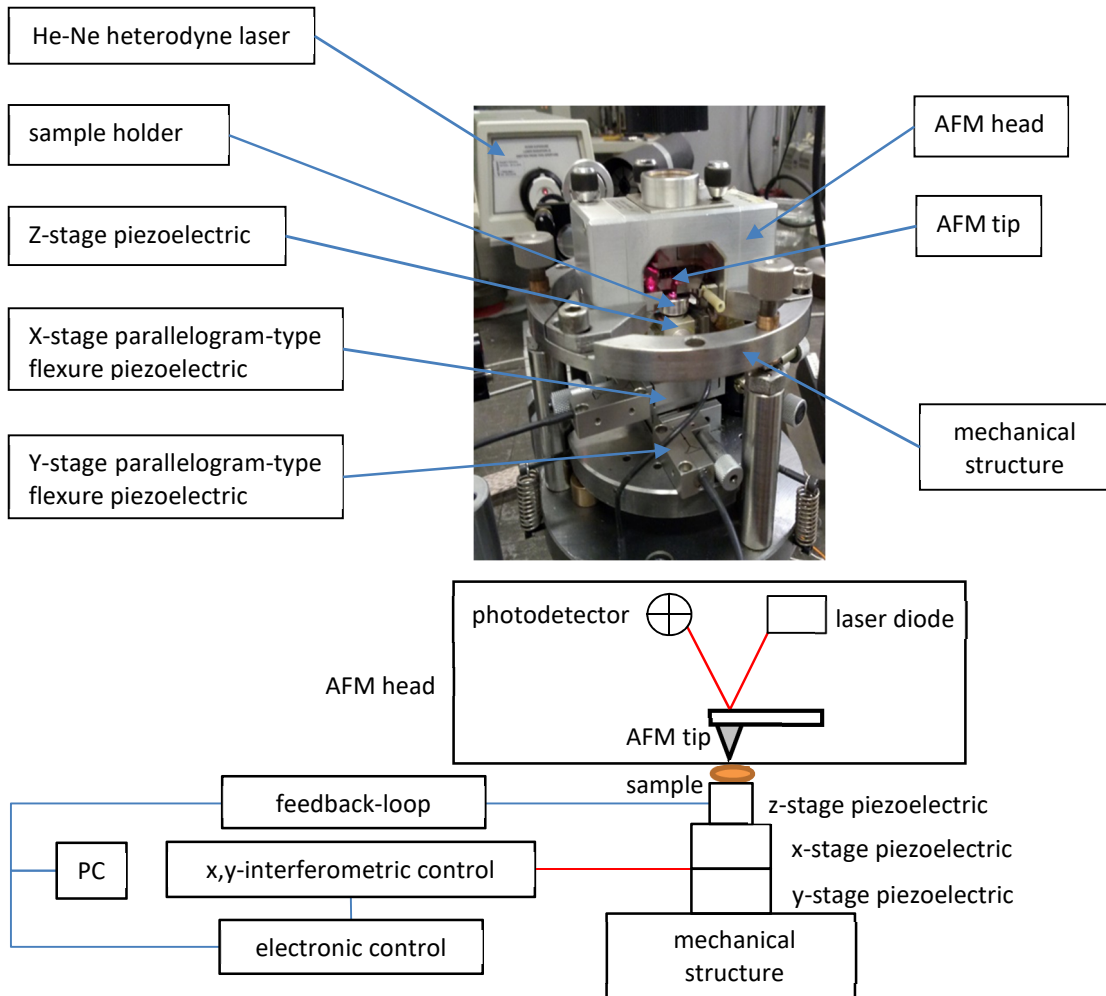 He-Ne heterodyne laser
sample holder
Z-stage piezoelectric
X-stage parallelogram-type
flexure piezoelectric
Y-stage parallelogram-type
flexure piezoelectric
AFM head
AFM tip
mechanical
structure
photodetector
laser diode
AFM head
AFM tip
sample
feedback-loop
z-stage piezoelectric
PC
x,y-interferometric control
x-stage piezoelectric
y-stage piezoelectric
electronic control
mechanical
structure